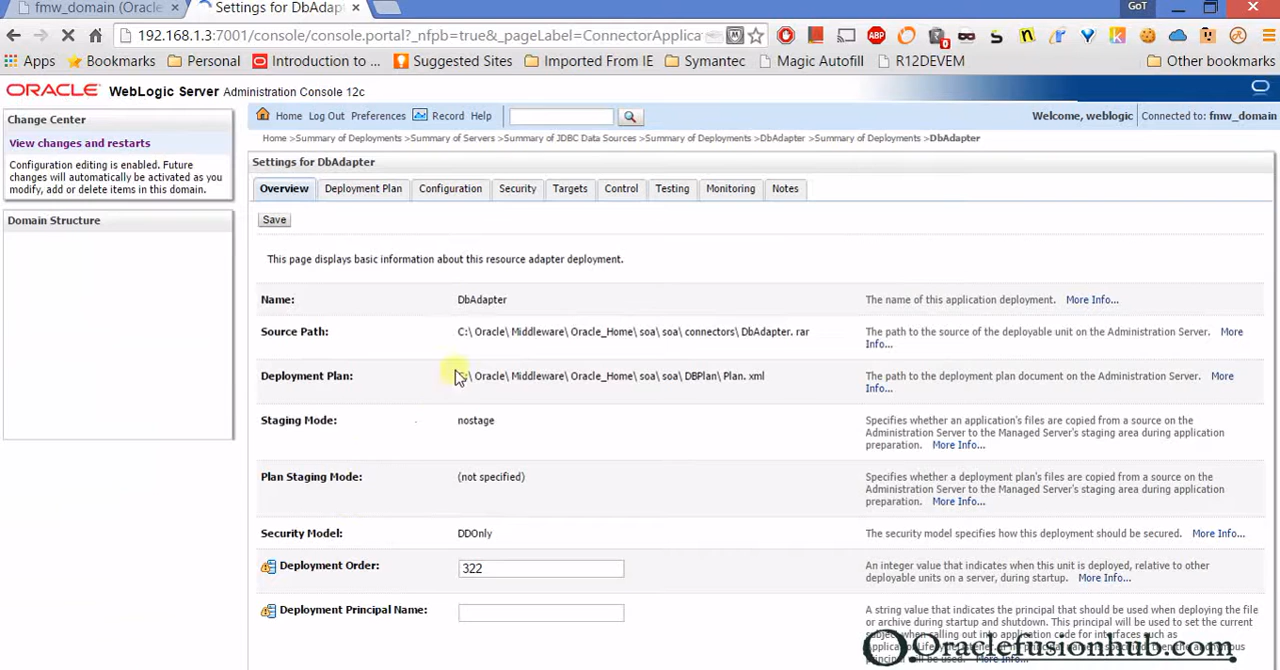 fmw_domain (Oracle
Settings for DbAdapt
GoT
192.168.1.3:7001/console/console.portal?_nfpb=true&_pageLabel=ConnectorApplica
Apps
Bookmarks
Personal
Introduction to ...
Suggested Sites
Imported From IE
Symantec
Magic Autofill
R12DEVEM
Other bookmarks
ORACLE WebLogic Server Administration Console 12c
Change Center
View changes and restarts
Configuration editing is enabled. Future
changes will automatically be activated as you
modify, add or delete items in this domain.
Domain Structure
Home Log Out Preferences Record Help
Welcome, weblogic
Connected to: fmw_domain
Home >Summary of Deployments >Summary of Servers >Summary of JDBC Data Sources >Summary of Deployments >DbAdapter >Summary of Deployments >DbAdapter
Settings for DbAdapter
Overview Deployment Plan Configuration Security Targets Control Testing Monitoring Notes
Save
This page displays basic information about this resource adapter deployment.
Name: DbAdapter The name of this application deployment. More Info...
Source Path: C:\ Oracle\ Middleware\ Oracle_Home\ soa\ soa\ connectors\ DbAdapter. rar The path to the source of the deployable unit on the Administration Server. More
Info...
Deployment Plan: \ Oracle\ Middleware\ Oracle_Home\ soa\ soa\ DBPlan\ Plan. xml The path to the deployment plan document on the Administration Server. More
Info...
Staging Mode: nostage Specifies whether an application's files are copied from a source on the
Administration Server to the Managed Server's staging area during application
preparation. More Info...
Plan Staging Mode: (not specified) Specifies whether a deployment plan's files are copied from a source on the
Administration Server to the Managed Server's staging area during application
preparation. More Info...
Security Model: DDOnly The security model specifies how this deployment should be secured. More Info...
Deployment Order: 322 An integer value that indicates when this unit is deployed, relative to other
deployable units on a server, during startup. More Info...
Deployment Principal Name: A string value that indicates the principal that should be used when deploying the file
or archive during startup and shutdown. This principal will be used to set the current
Oraclefusionhub.com